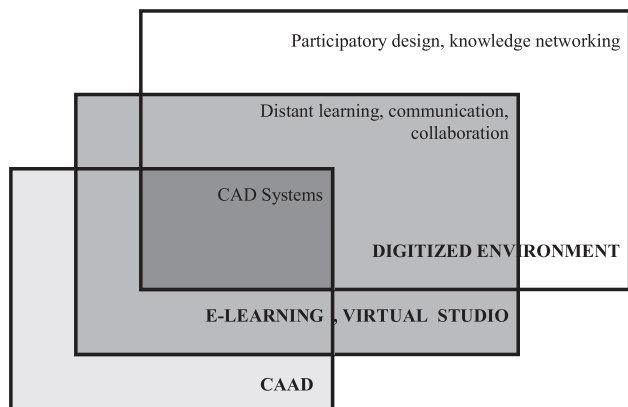 Participatory design, knowledge networking
Distant learning, communication,
collaboration
CAD Systems
DIGITIZED ENVIRONMENT
E-LEARNING , VIRTUAL STUDIO
CAAD